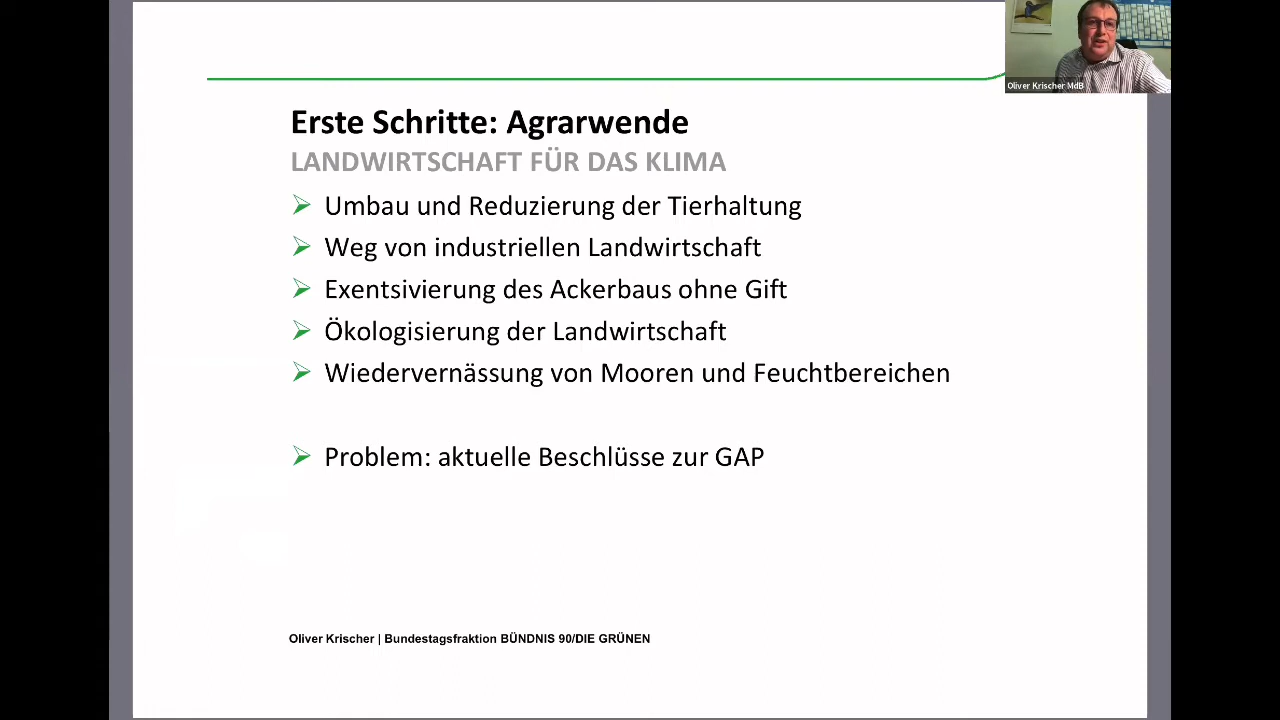 Oliver Krischer MdB
Erste Schritte: Agrarwende
LANDWIRTSCHAFT FÜR DAS KLIMA
Umbau und Reduzierung der Tierhaltung
Weg von industriellen Landwirtschaft
Exentsivierung des Ackerbaus ohne Gift
Ökologisierung der Landwirtschaft
Wiedervernässung von Mooren und Feuchtbereichen
Problem: aktuelle Beschlüsse zur GAP
Oliver Krischer | Bundestagsfraktion BÜNDNIS 90/DIE GRÜNEN